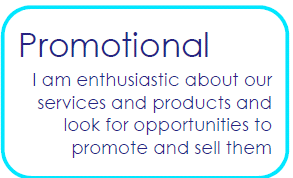 Promotional
I am enthusiastic about our
services and products and
look for opportunities to
promote and sell them